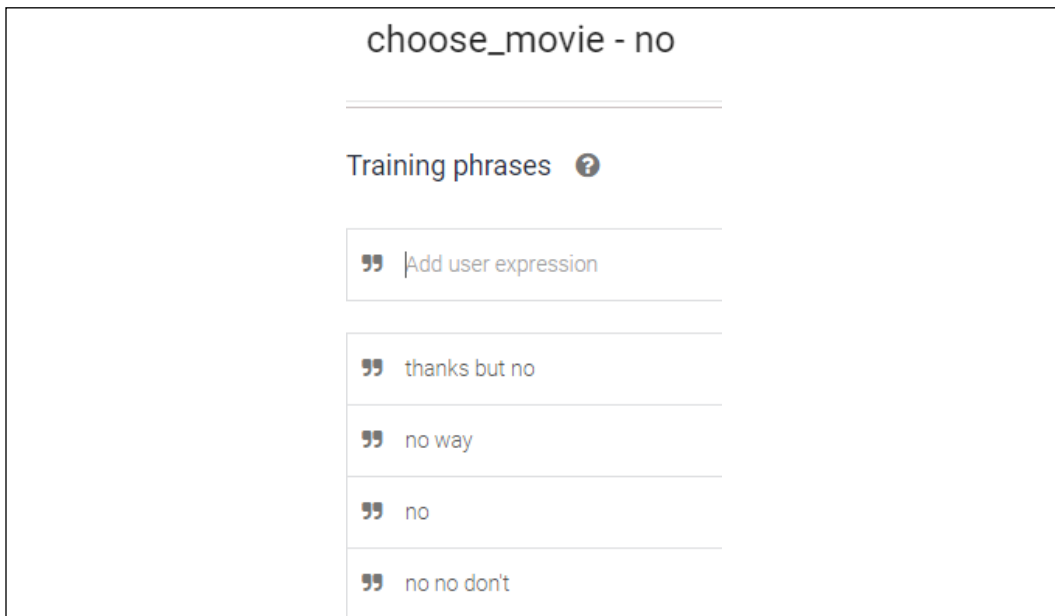 choose_movie - no
Training phrases
Add user expression
thanks but no
no way
no
no no don't